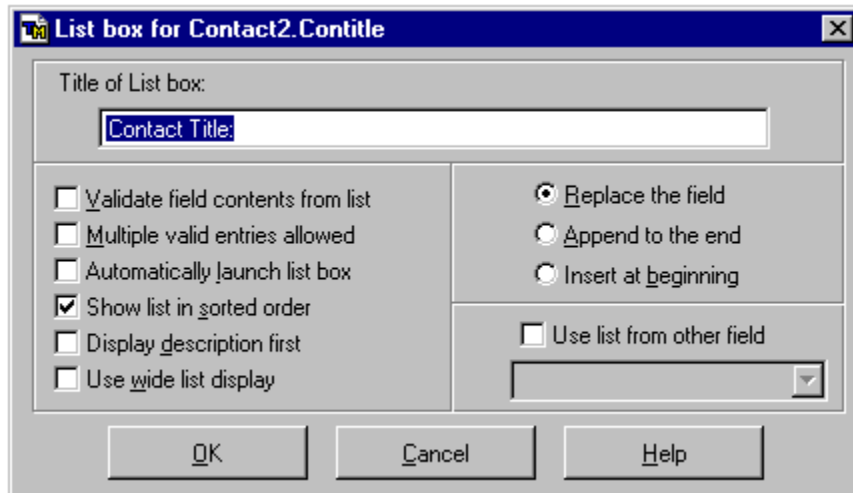 List box for Contact2.Contitle
Title of List box:
Contact Title:
Validate field contents from list
Multiple valid entries allowed
Automatically launch list box
Show list in sorted order
Display description first
Use wide list display
Replace the field
Append to the end
Insert at beginning
Use list from other field
OK
Cancel
Help